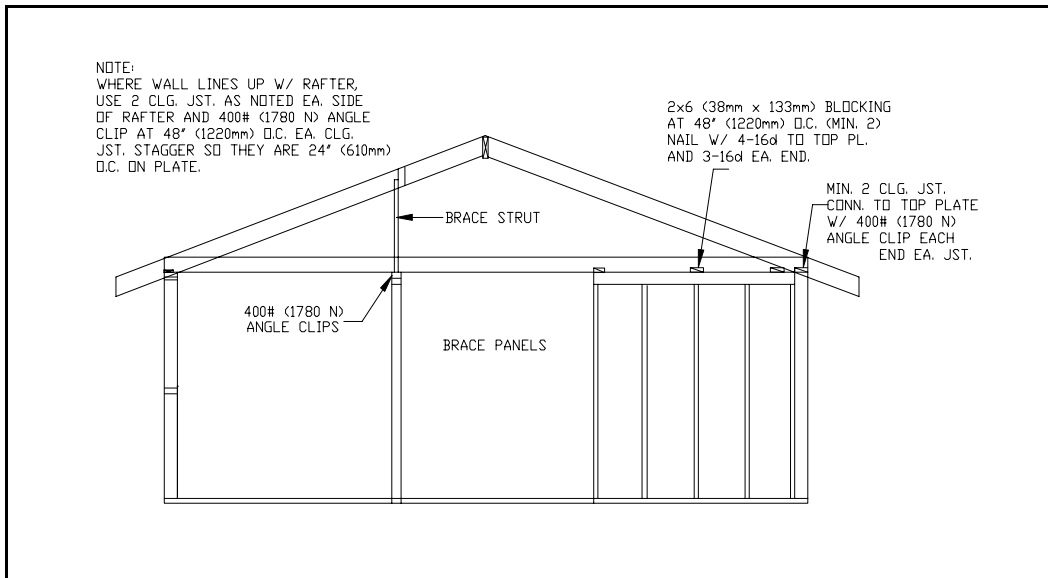 NOTE:
WHERE WALL LINES UP W/ RAFTER,
USE 2 CLG. JST. AS NOTED EA. SIDE
OF RAFTER AND 400# (1780 N) ANGLE
CLIP AT 48" (1220mm) O.C. EA. CLG.
JST. STAGGER SO THEY ARE 24" (610mm)
O.C. ON PLATE.
2x6 (38mm x 133mm) BLOCKING
AT 48" (1220mm) O.C. (MIN. 2)
NAIL W/ 4-16d TO TOP PL.
AND 3-16d EA. END.
MIN. 2 CLG. JST.
CONN. TO TOP PLATE
W/ 400# (1780 N)
ANGLE CLIP EACH
END EA. JST.
BRACE STRUT
400# (1780 N)
ANGLE CLIPS
BRACE PANELS